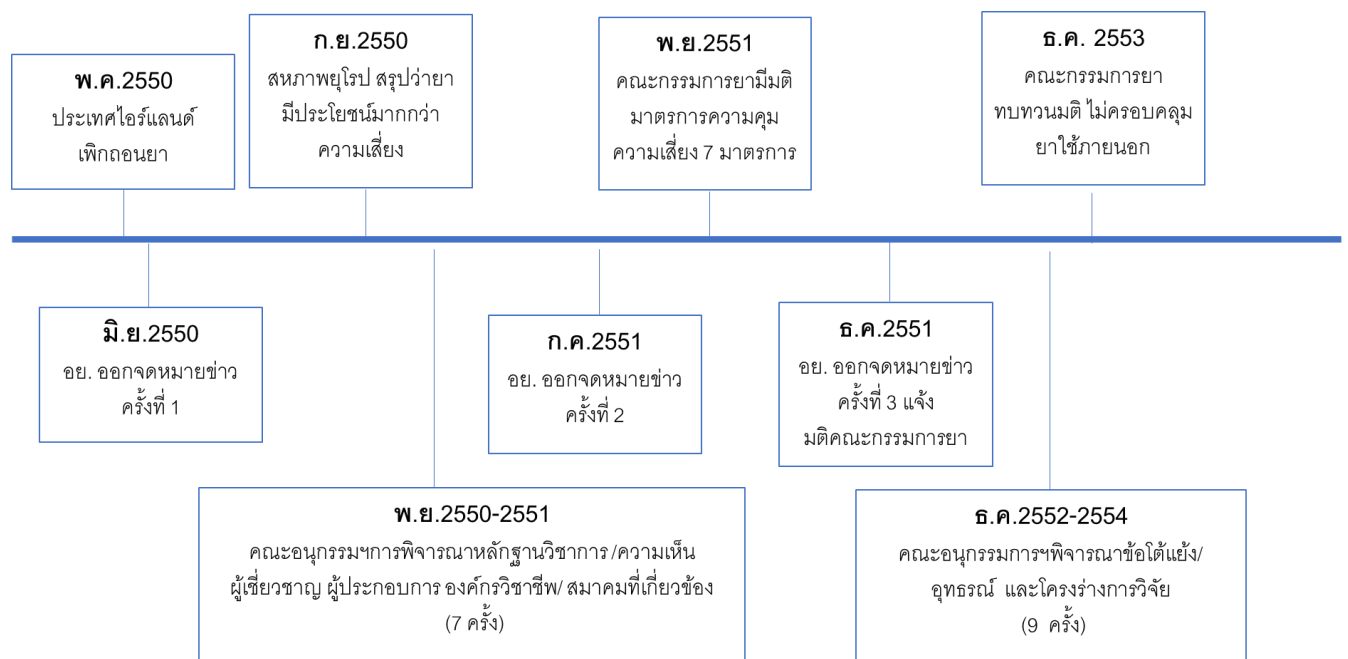 พ.ค.2550
ประเทศไอร์แลนด์
เพิกถอนยา
ก.ย.2550
สหภาพยุโรป สรุปว่ายา
มีประโยชน์มากกว่า
ความเสี่ยง
พ.ย.2551
คณะกรรมการยามีมติ
มาตรการความคุม
ความเสี่ยง 7 มาตรการ
ธ.ค. 2553
คณะกรรมการยา
ทบทวนมติ ไม่ครอบคลุม
ยาใช้ภายนอก
มิ.ย.2550
อย. ออกจดหมายข่าว
ครั้งที่ 1
ก.ค.2551
อย. ออกจดหมายข่าว
ครั้งที่ 2
ธ.ค.2551
อย. ออกจดหมายข่าว
ครั้งที่ 3 แจ้ง
มติคณะกรรมการยา
พ.ย.2550-2551
คณะอนุกรรมฯการพิจารณาหลักฐานวิชาการ /ความเห็น
ผู้เชี่ยวชาญ ผู้ประกอบการ องค์กรวิชาชีพ/ สมาคมที่เกี่ยวข้อง
(7 ครั้ง)
ธ.ค.2552-2554
คณะอนุกรรมการฯพิจารณาข้อโต้แย้ง/
อุทธรณ์ และโครงร่างการวิจัย
(9 ครั้ง)